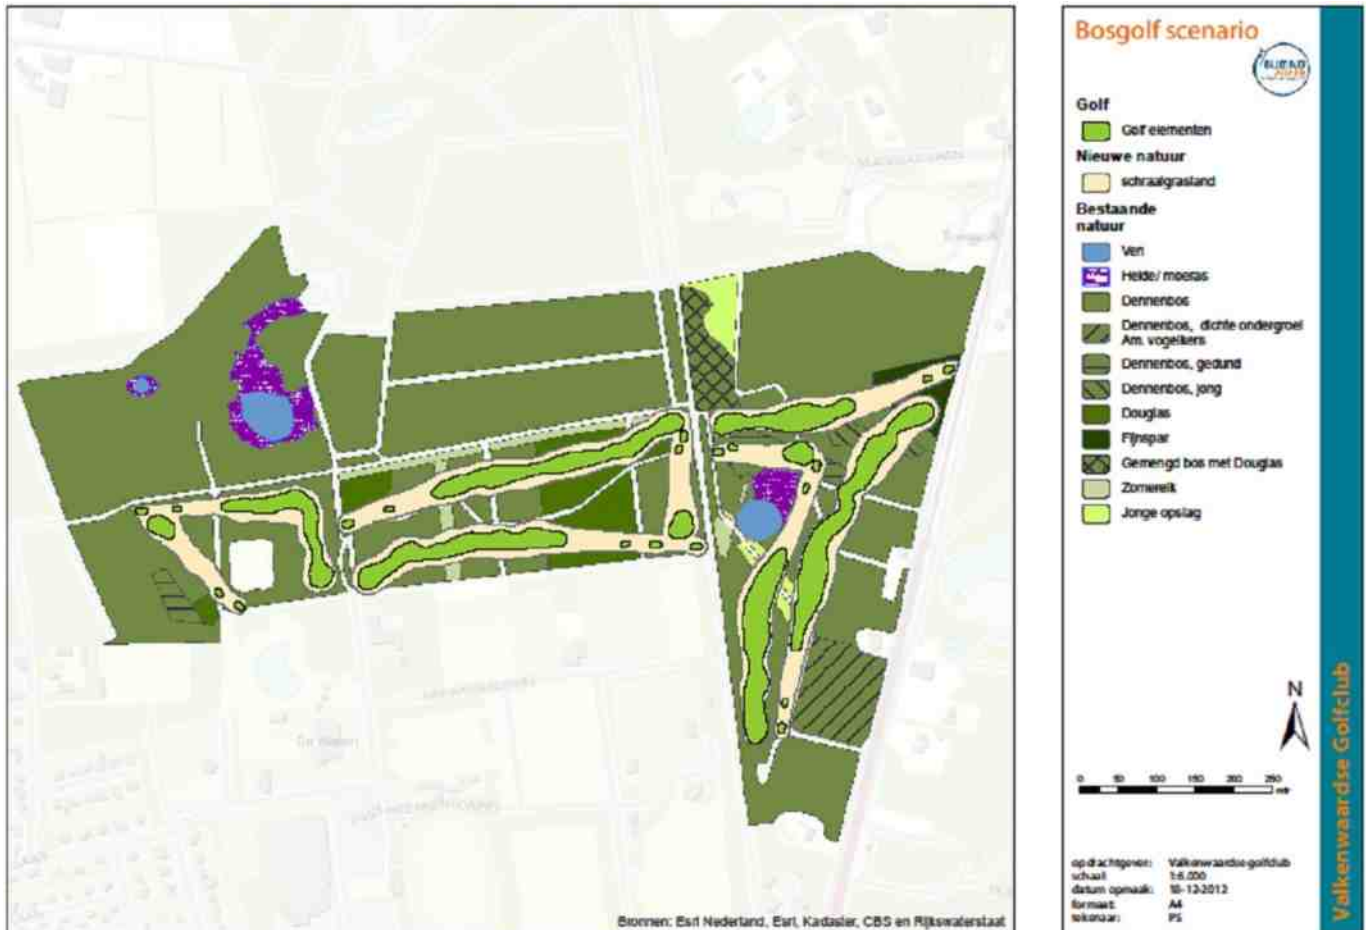 Bosgolf scenario
Golf
Golf elementen
Nieuwe natuur
schraalgrasland
Bestaande
natuur
Ven
Heide/ moeras
Dennenbos
Dennenbos, dichte ondergroei
Am. vogelkers
Dennenbos, gedund
Dennenbos, jong
Douglas
Fijnspar
Gemengd bos met Douglas
Zomereik
Jonge opslag
N
0 50 100 150 200 250
mtr
opdrachtgever: Valkenwaardse golfclub
schaal: 1:6.000
datum opmaak: 18-12-2012
formaat: A4
tekenaar: PS
Valkenwaardse Golfclub
Bronnen: Esri Nederland, Esri, Kadaster, CBS en Rijkswaterstaat